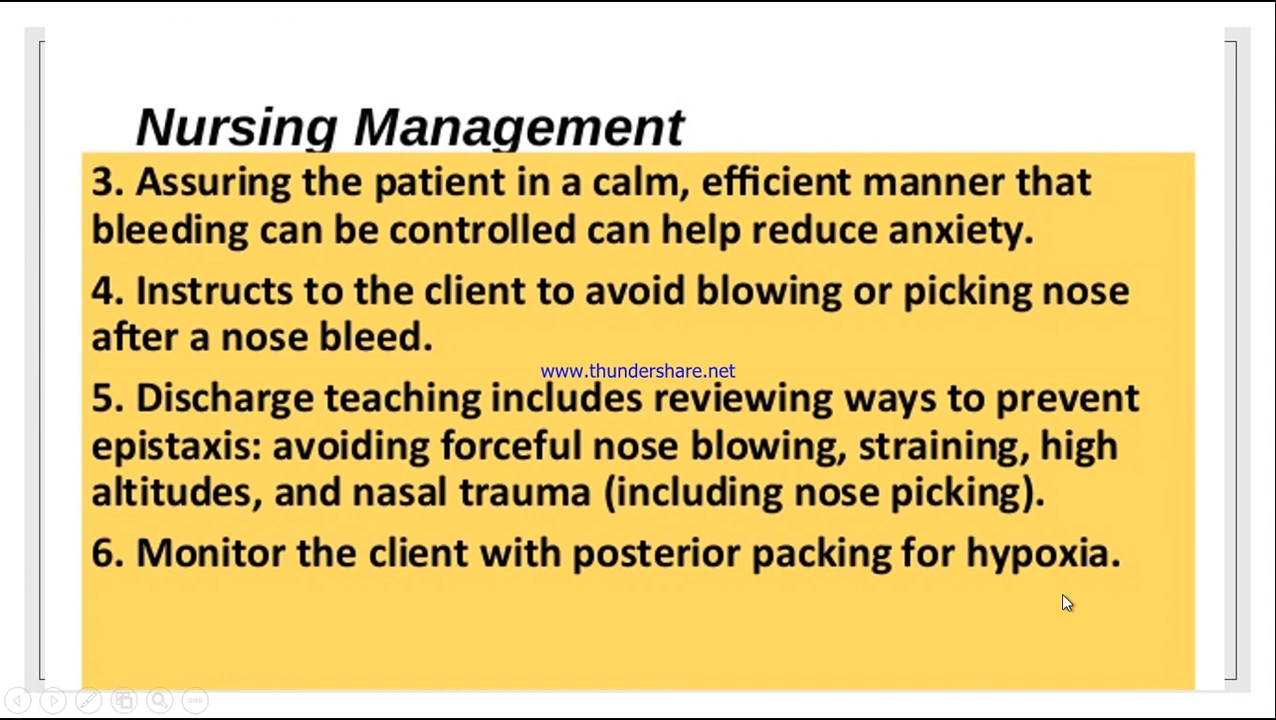 Nursing Management
3. Assuring the patient in a calm, efficient manner that
bleeding can be controlled can help reduce anxiety.
4. Instructs to the client to avoid blowing or picking nose
after a nose bleed.
www.thundershare.net
5. Discharge teaching includes reviewing ways to prevent
epistaxis: avoiding forceful nose blowing, straining, high
altitudes, and nasal trauma (including nose picking).
6. Monitor the client with posterior packing for hypoxia.